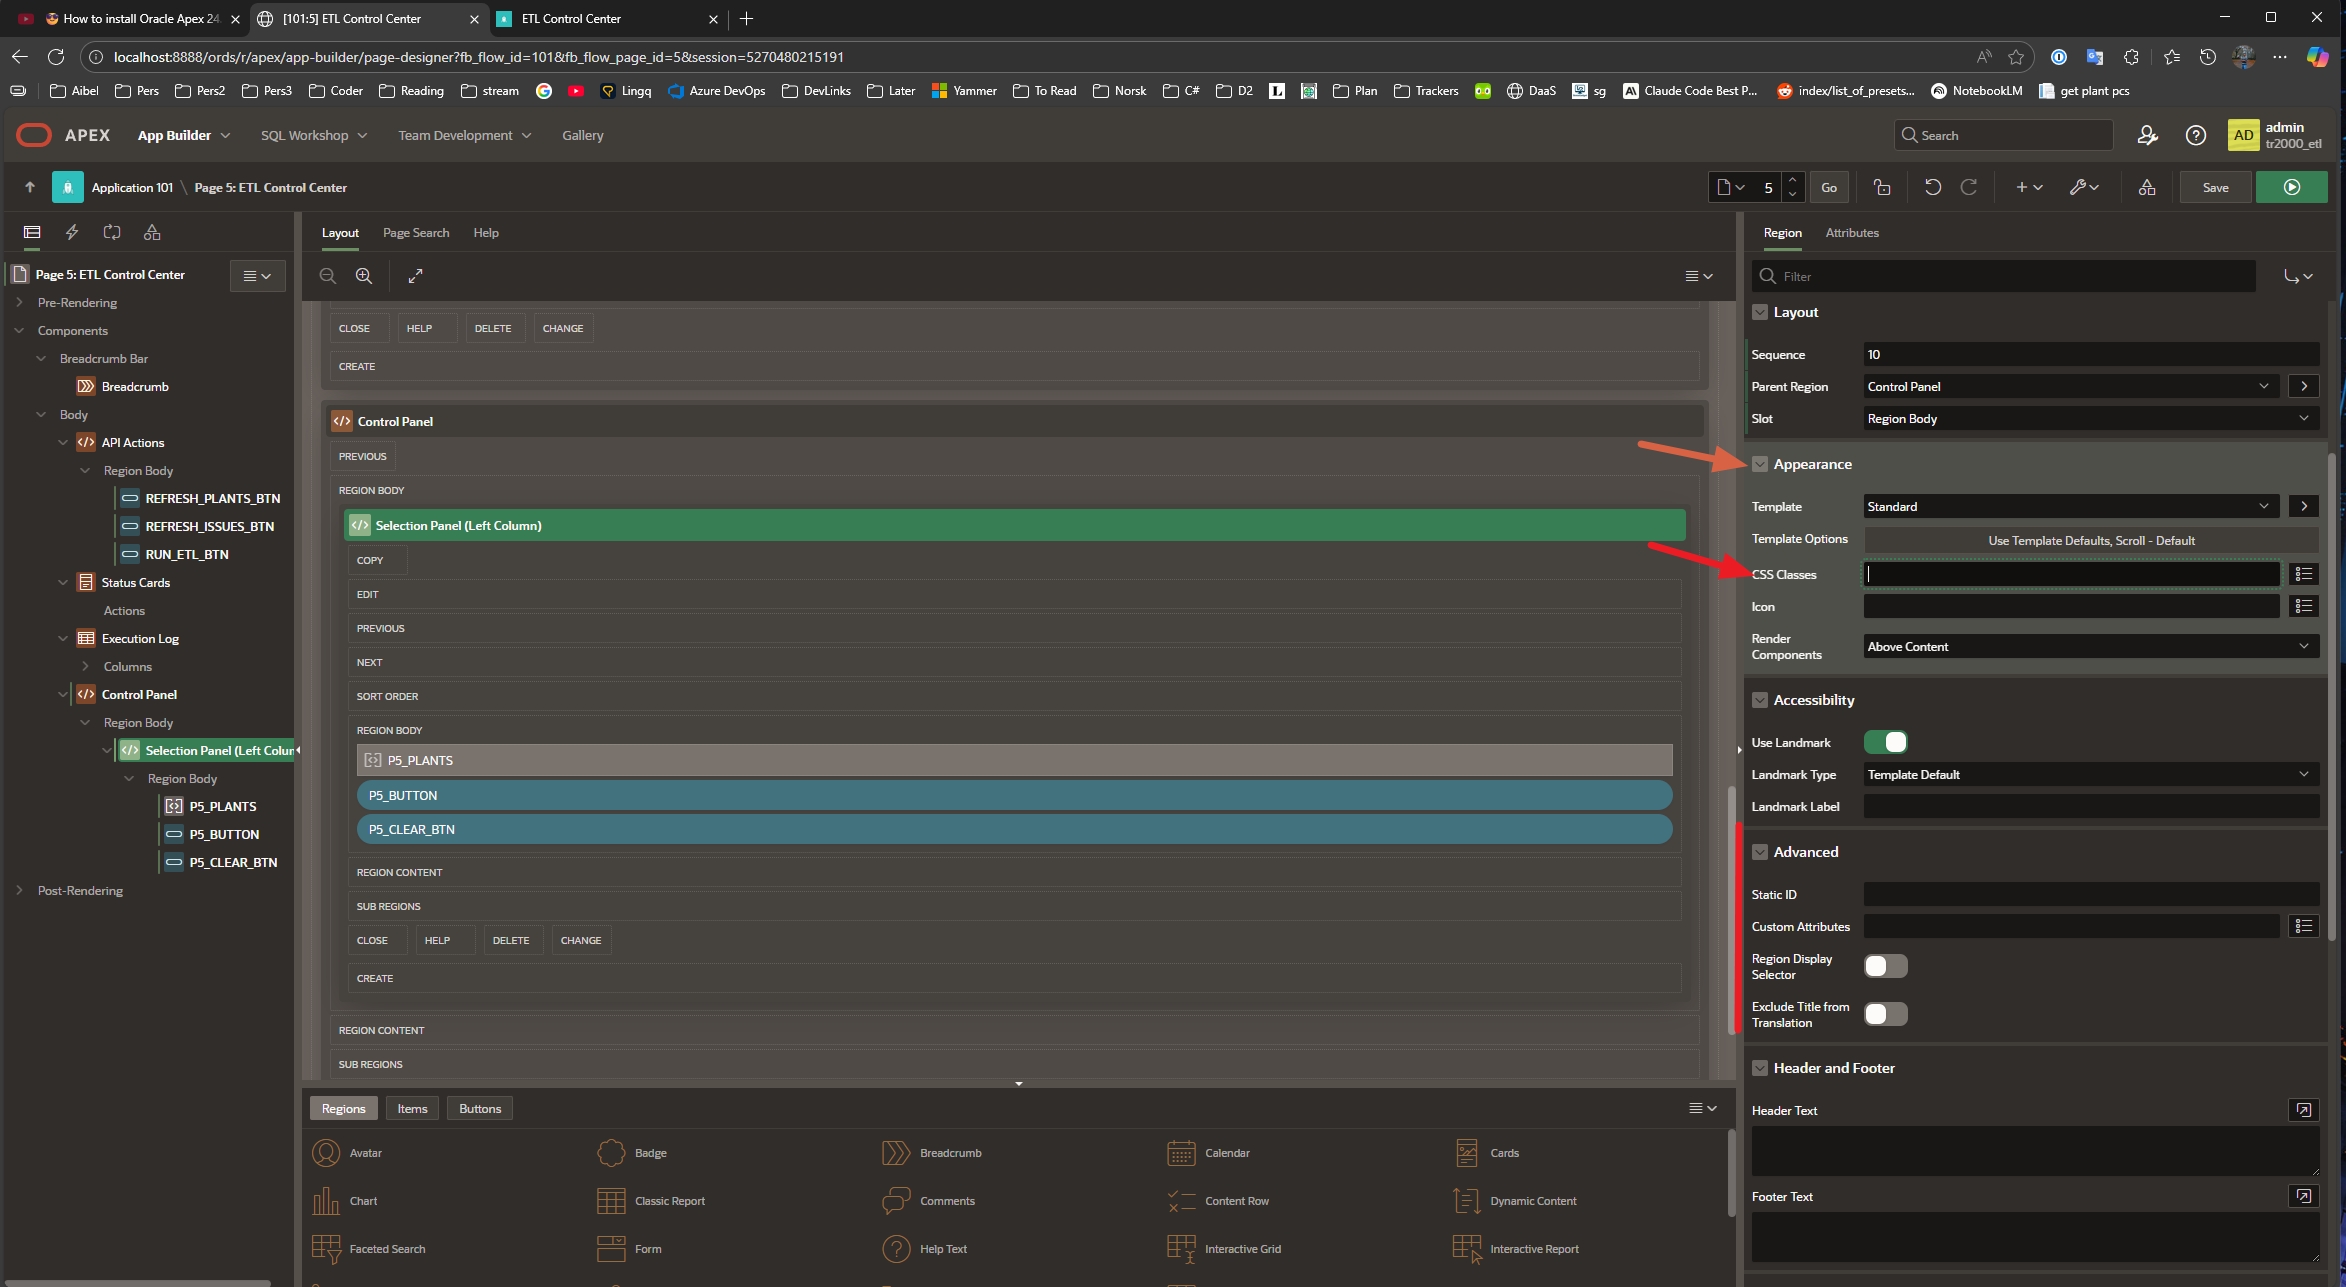 How to install Oracle Apex 24.
[101:5] ETL Control Center
ETL Control Center
localhost:8888/ords/r/apex/app-builder/page-designer?fb_flow_id=101&fb_flow_page_id=5&session=5270480215191
Aibel
Pers
Pers2
Pers3
Coder
Reading
stream
Lingq
Azure DevOps
DevLinks
Later
Yammer
To Read
Norsk
C#
D2
Plan
Trackers
DaaS
sg
Claude Code Best P...
index/list_of_presets...
NotebookLM
get plant pcs
APEX
App Builder
SQL Workshop
Team Development
Gallery
Search
AD
admin
tr2000_etl
Application 101 \ Page 5: ETL Control Center
5
Go
Save
Layout
Page Search
Help
Region
Attributes
Page 5: ETL Control Center
Pre-Rendering
Components
Breadcrumb Bar
Breadcrumb
Body
API Actions
Region Body
REFRESH_PLANTS_BTN
REFRESH_ISSUES_BTN
RUN_ETL_BTN
Status Cards
Actions
Execution Log
Columns
Control Panel
Region Body
Selection Panel (Left Colun
Region Body
P5_PLANTS
P5_BUTTON
P5_CLEAR_BTN
Post-Rendering
CLOSE
HELP
DELETE
CHANGE
CREATE
Control Panel
PREVIOUS
REGION BODY
Selection Panel (Left Column)
COPY
EDIT
PREVIOUS
NEXT
SORT ORDER
REGION BODY
P5_PLANTS
P5_BUTTON
P5_CLEAR_BTN
REGION CONTENT
SUB REGIONS
CLOSE
HELP
DELETE
CHANGE
CREATE
REGION CONTENT
SUB REGIONS
Regions
Items
Buttons
Avatar
Badge
Breadcrumb
Calendar
Cards
Chart
Classic Report
Comments
Content Row
Dynamic Content
Faceted Search
Form
Help Text
Interactive Grid
Interactive Report
Filter
Layout
Sequence
10
Parent Region
Control Panel
Slot
Region Body
Appearance
Template
Standard
Template Options
Use Template Defaults, Scroll - Default
CSS Classes
Icon
Render
Components
Above Content
Accessibility
Use Landmark
Landmark Type
Template Default
Landmark Label
Advanced
Static ID
Custom Attributes
Region Display
Selector
Exclude Title from
Translation
Header and Footer
Header Text
Footer Text